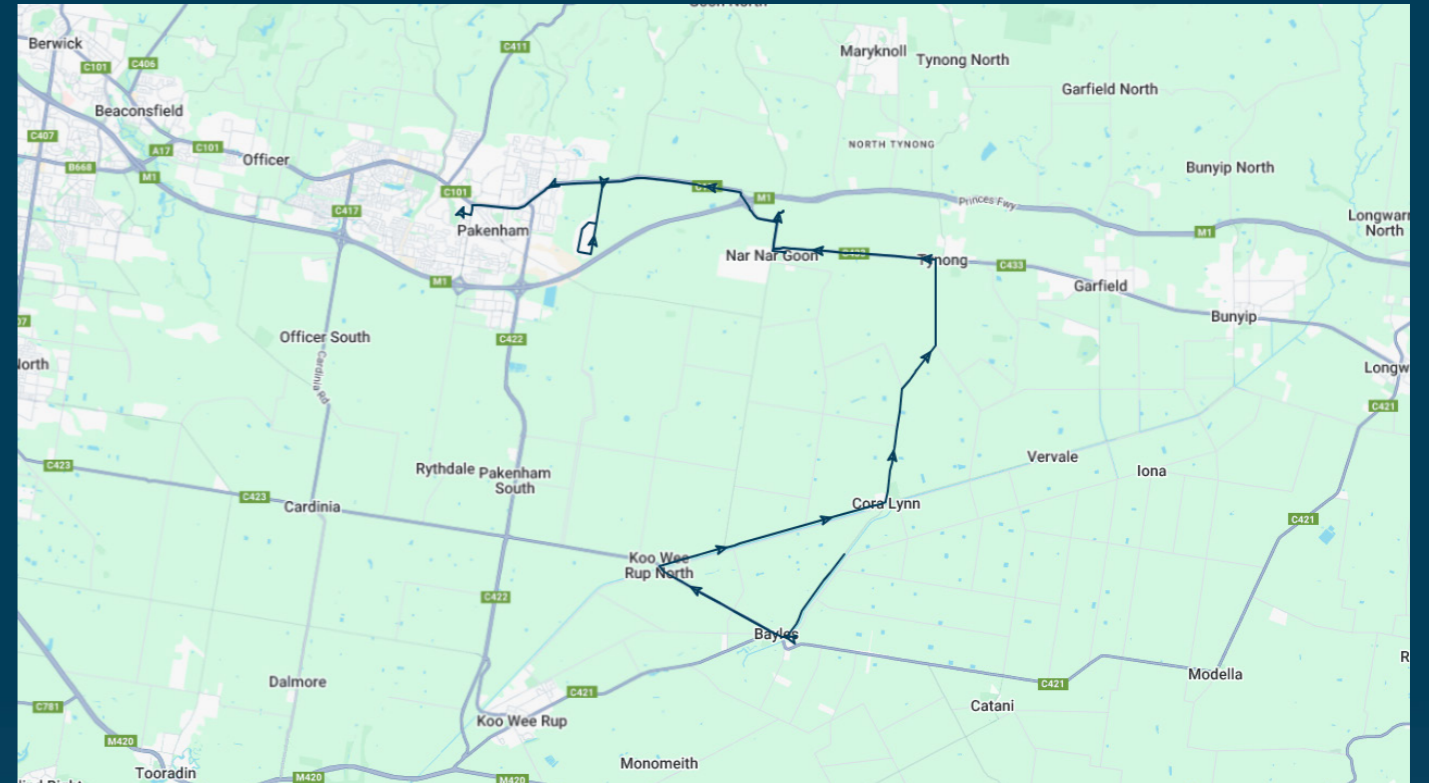 Berwick
C101
C406
C411
Maryknoll
Tynong North
Garfield North
Beaconsfield
C407
A17
C101
Officer
B668
M1
NORTH TYNONG
Bunyip North
C101
C417
Pakenham
M1
Princes Fwy
Longwarr
North
M1
Nar Nar Goon
Tynong
C433
Garfield
M1
Bunyip
Officer South
C422
Cardinia Rd
North
Longw
C421
C423
Rythdale
Pakenham
South
Vervale
Iona
C423
Cardinia
Cora Lynn
C421
Koo Wee
Rup North
C422
Bayles
Dalmore
C421
C421
Modella
R
C781
Koo Wee Rup
Catani
M420
Tooradin
M420
M420
Monomeith